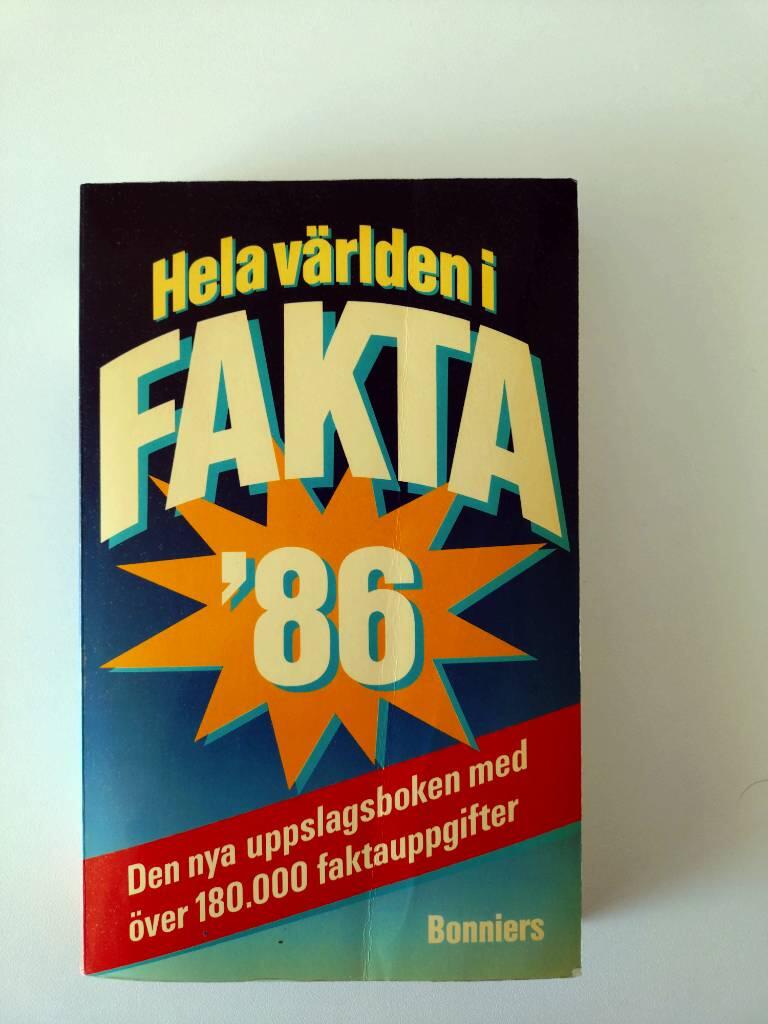 Hela världen i
FAKTA
’86
Den nya uppslagsboken med
över 180.000 faktauppgifter
Bonniers